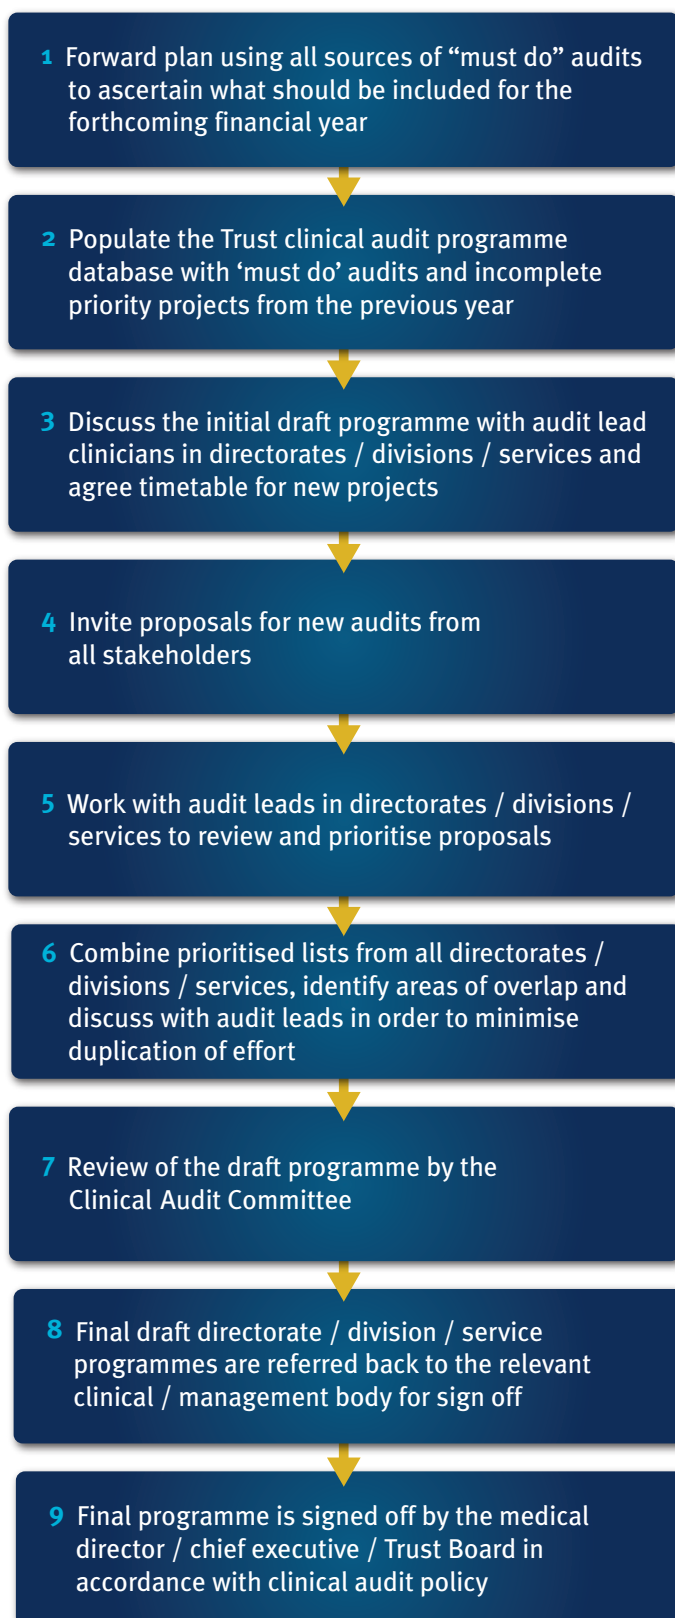 1 Forward plan using all sources of “must do” audits
to ascertain what should be included for the
forthcoming financial year
2 Populate the Trust clinical audit programme
database with ‘must do’ audits and incomplete
priority projects from the previous year
3 Discuss the initial draft programme with audit lead
clinicians in directorates / divisions / services and
agree timetable for new projects
4 Invite proposals for new audits from
all stakeholders
5 Work with audit leads in directorates / divisions /
services to review and prioritise proposals
6 Combine prioritised lists from all directorates /
divisions / services, identify areas of overlap and
discuss with audit leads in order to minimise
duplication of effort
7 Review of the draft programme by the
Clinical Audit Committee
8 Final draft directorate / division / service
programmes are referred back to the relevant
clinical / management body for sign off
9 Final programme is signed off by the medical
director / chief executive / Trust Board in
accordance with clinical audit policy